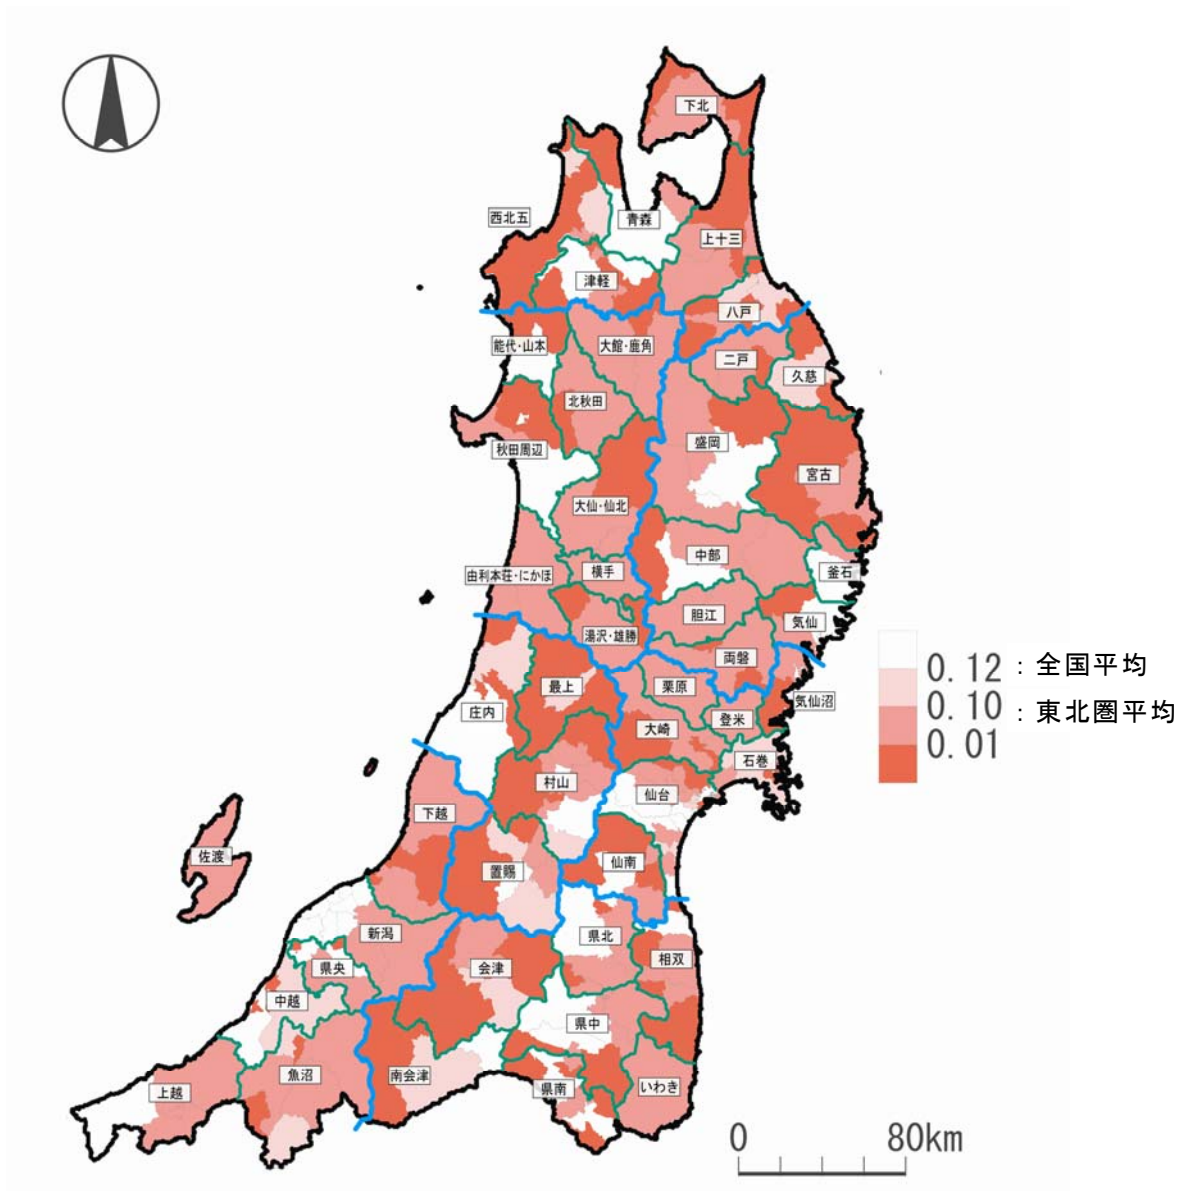 下北
西北五
青森
上十三
津軽
八戸
能代・山本
大館・鹿角
二戸
久慈
北秋田
秋田周辺
盛岡
宮古
大仙・仙北
中部
由利本荘・にかほ
横手
釜石
胆江
気仙
湯沢・雄勝
両磐
最上
栗原
気仙沼
庄内
登米
大崎
石巻
村山
仙台
下越
佐渡
置賜
仙南
新潟
県北
県央
会津
相双
中越
県中
魚沼
南会津
県南
いわき
上越
0.12：全国平均
0.10：東北圏平均
0.01
0 80km